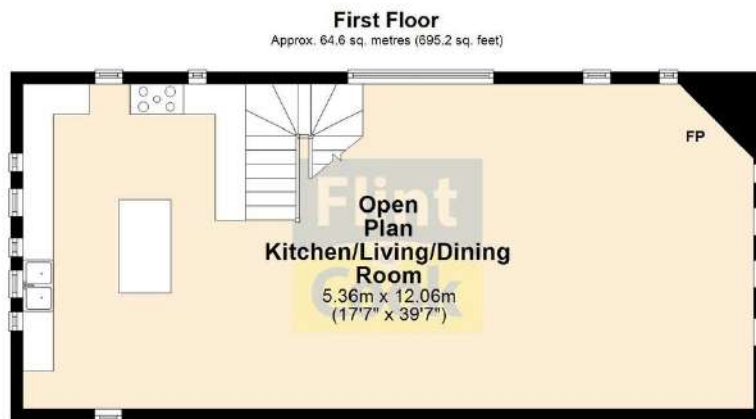 First Floor
Approx. 64.6 sq. metres (695.2 sq. feet)
FP
Flint
Cook
Open
Plan
Kitchen/Living/Dining
Room
5.36m x 12.06m
(17'7" x 39'7")